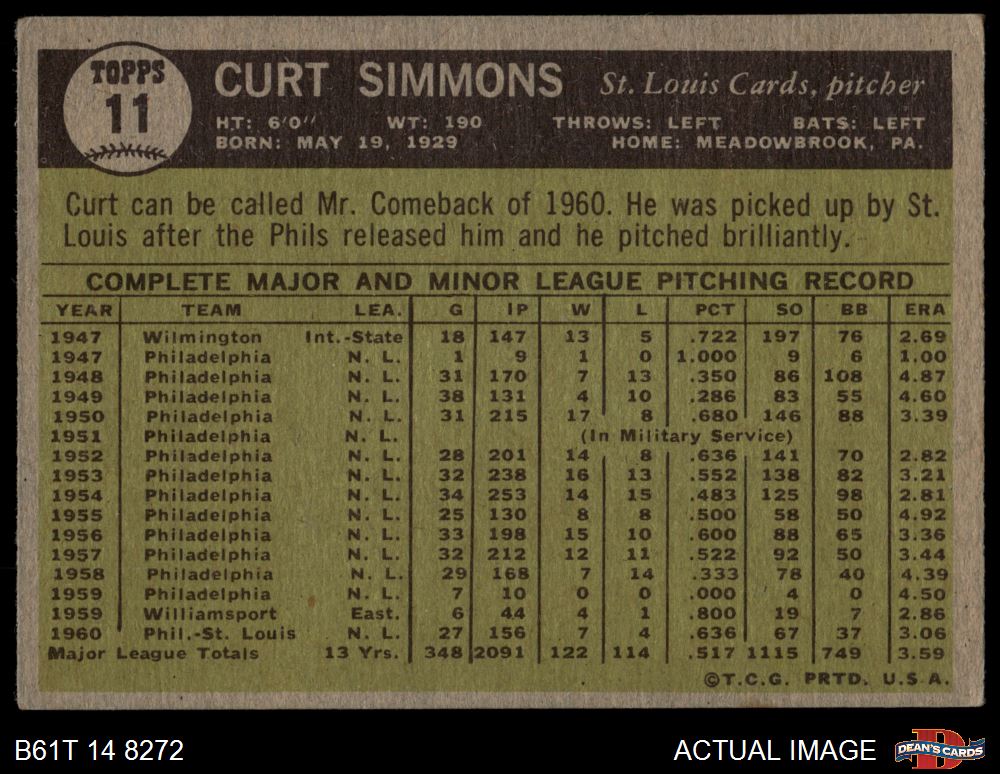 TOPPS
11
CURT SIMMONS St. Louis Cards, pitcher
HT: 6'0" WT: 190 THROWS: LEFT BATS: LEFT
BORN: MAY 19, 1929 HOME: MEADOWBROOK, PA.
Curt can be called Mr. Comeback of 1960. He was picked up by St.
Louis after the Phils released him and he pitched brilliantly.
COMPLETE MAJOR AND MINOR LEAGUE PITCHING RECORD
YEAR TEAM LEA. G IP W L PCT SO BB ERA
1947 Wilmington Int.-State 18 147 13 5 .722 197 76 2.69
1947 Philadelphia N. L. 1 9 1 0 1.000 9 6 1.00
1948 Philadelphia N. L. 31 170 7 13 .350 86 108 4.87
1949 Philadelphia N. L. 38 131 4 10 .286 83 55 4.60
1950 Philadelphia N. L. 31 215 17 8 .680 146 88 3.39
1951 Philadelphia N. L. (In Military Service)
1952 Philadelphia N. L. 28 201 14 8 .636 141 70 2.82
1953 Philadelphia N. L. 32 238 16 13 .552 138 82 3.21
1954 Philadelphia N. L. 34 253 14 15 .483 125 98 2.81
1955 Philadelphia N. L. 25 130 8 8 .500 58 50 4.92
1956 Philadelphia N. L. 33 198 15 10 .600 88 65 3.36
1957 Philadelphia N. L. 32 212 12 11 .522 92 50 3.44
1958 Philadelphia N. L. 29 168 7 14 .333 78 40 4.39
1959 Philadelphia N. L. 7 10 0 0 .000 4 0 4.50
1959 Williamsport East. 6 44 4 1 .800 19 7 2.86
1960 Phil.-St. Louis N. L. 27 156 7 4 .636 67 37 3.06
Major League Totals 13 Yrs. 348 2091 122 114 .517 1115 749 3.59
©T.C.G. PRTD. U.S.A.
B61T 14 8272 ACTUAL IMAGE DEAN'S CARDS